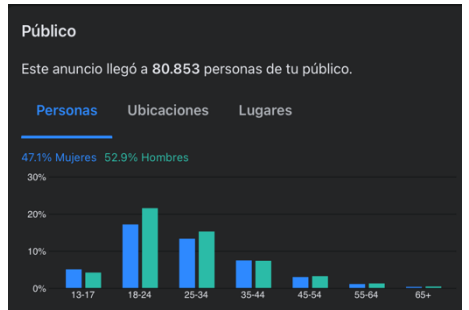 Público
Este anuncio llegó a 80.853 personas de tu público.
Personas Ubicaciones Lugares
47.1% Mujeres 52.9% Hombres
30%
20%
10%
0%
13-17 18-24 25-34 35-44 45-54 55-64 65+